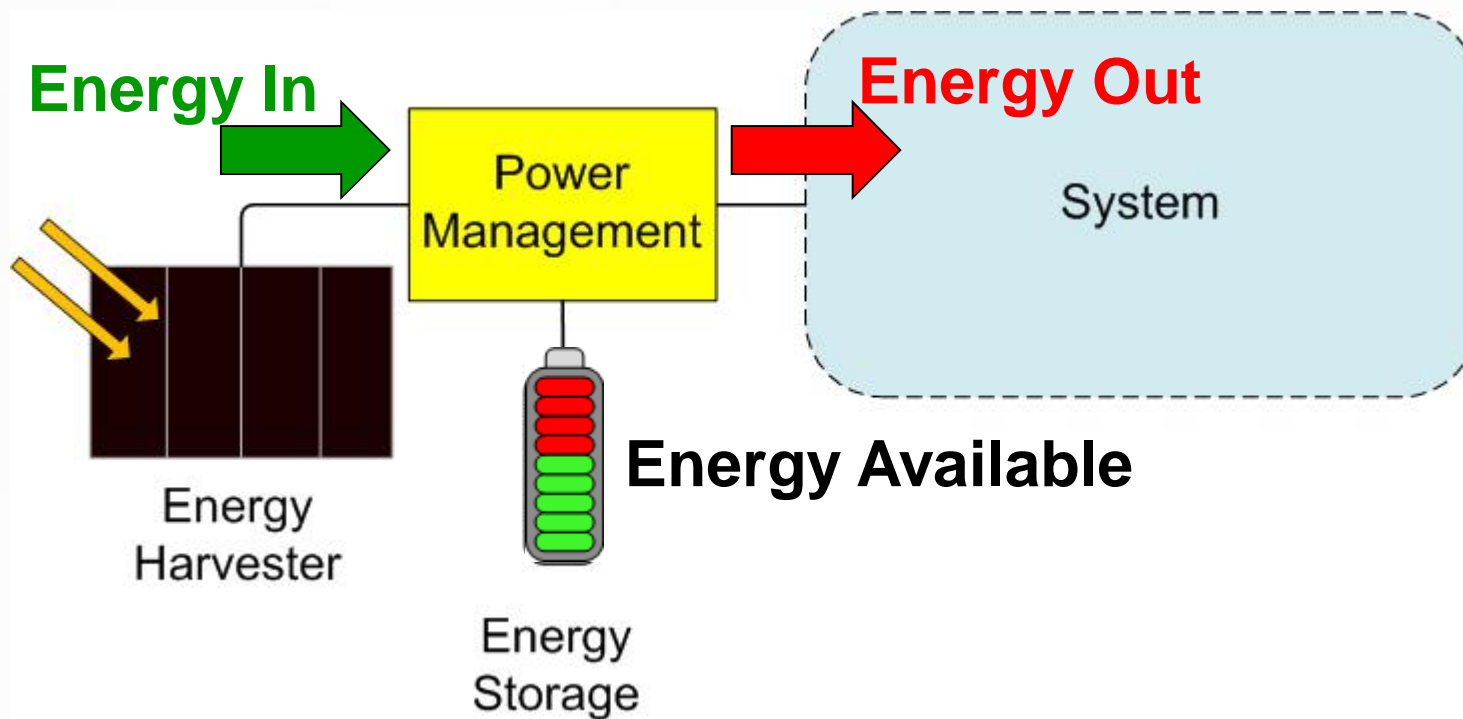 Energy In
Energy Out
Power
Management
System
Energy Available
Energy
Harvester
Energy
Storage